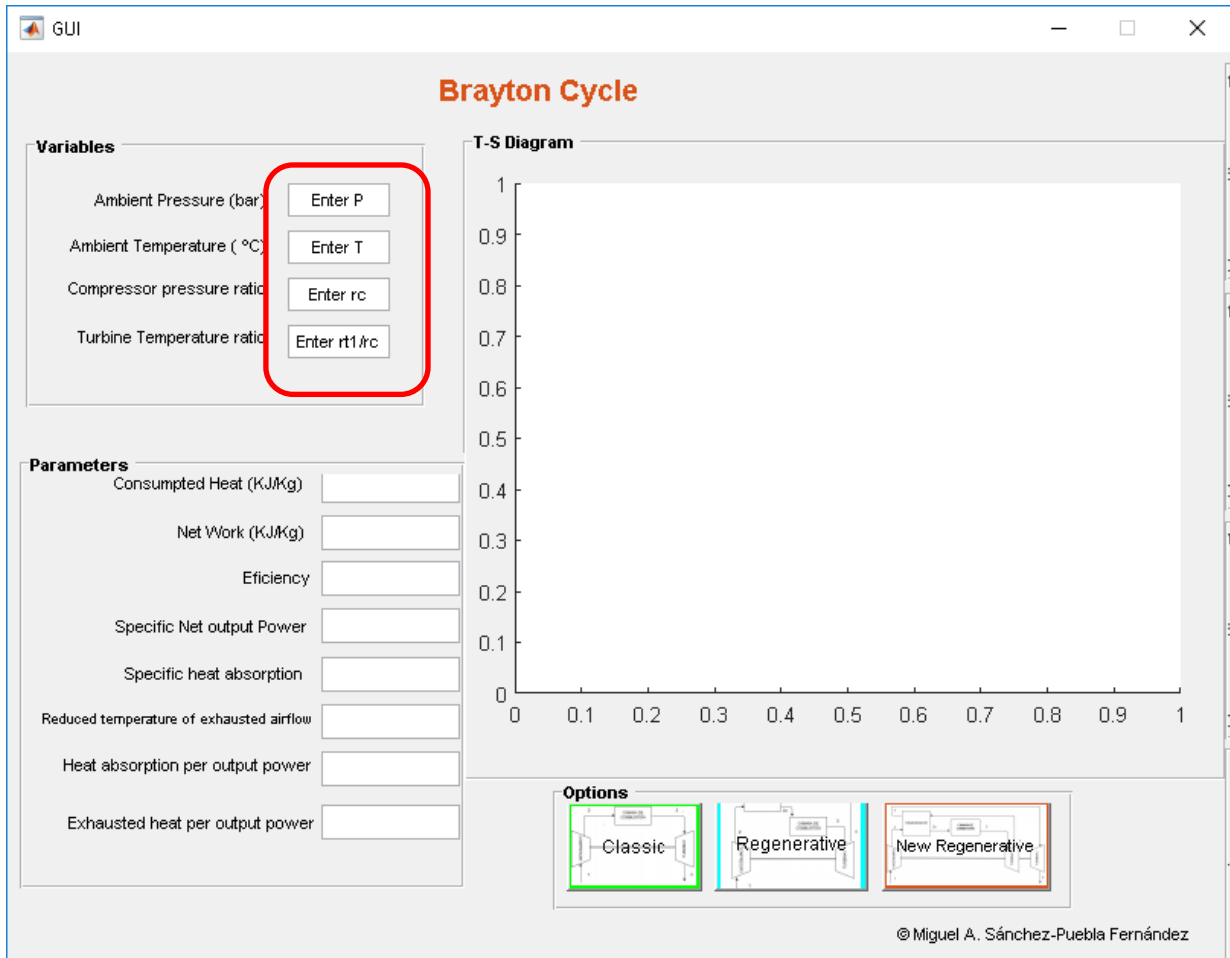 GUI
Brayton Cycle
Variables
Ambient Pressure (bar)
Enter P
Ambient Temperature ( ºC)
Enter T
Compressor pressure ratio
Enter rc
Turbine Temperature ratio
Enter rt1/rc
T-S Diagram
1
0.9
0.8
0.7
0.6
0.5
0.4
0.3
0.2
0.1
0
0 0.1 0.2 0.3 0.4 0.5 0.6 0.7 0.8 0.9 1
Parameters
Consumpted Heat (KJ/Kg)
Net Work (KJ/Kg)
Eficiency
Specific Net output Power
Specific heat absorption
Reduced temperature of exhausted airflow
Heat absorption per output power
Exhausted heat per output power
Options
Classic
Regenerative
New Regenerative
© Miguel A. Sánchez-Puebla Fernández